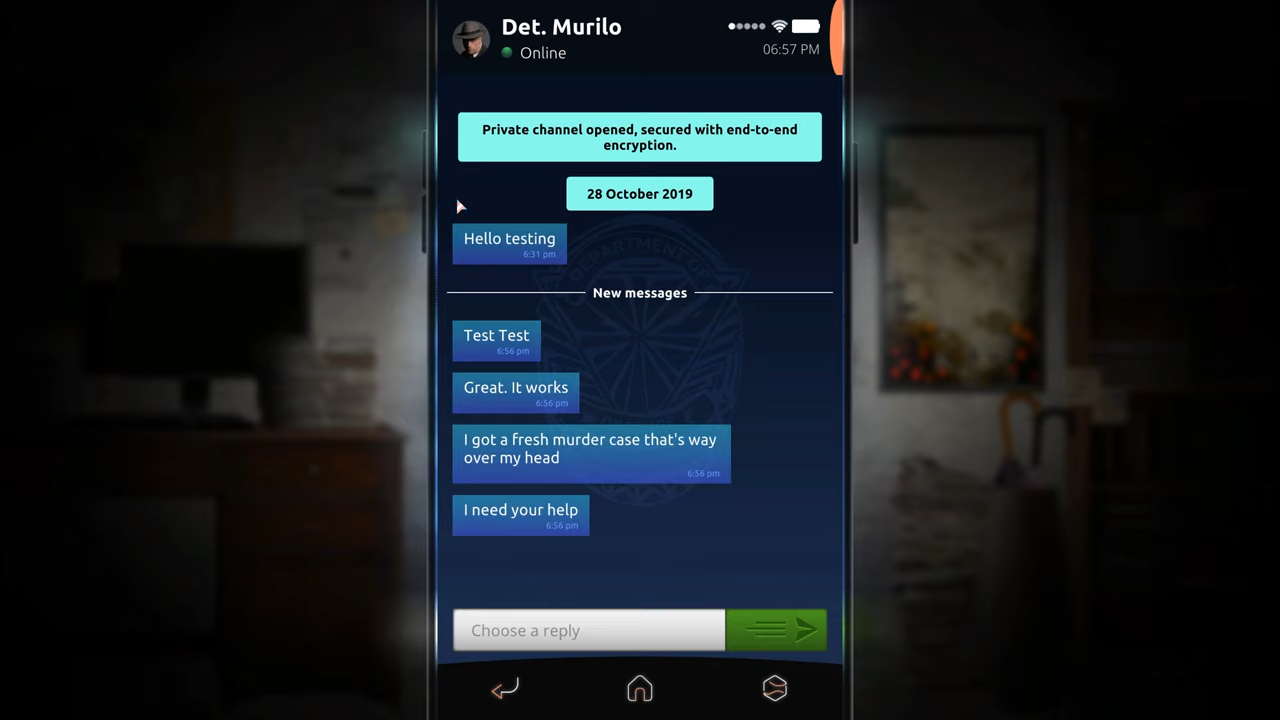 Det. Murilo
Online
06:57 PM
Private channel opened, secured with end-to-end
encryption.
28 October 2019
Hello testing
6:31 pm
New messages
Test Test
6:56 pm
Great. It works
6:56 pm
I got a fresh murder case that's way
over my head
6:56 pm
I need your help
6:56 pm
DEPARTMENT OF
Choose a reply